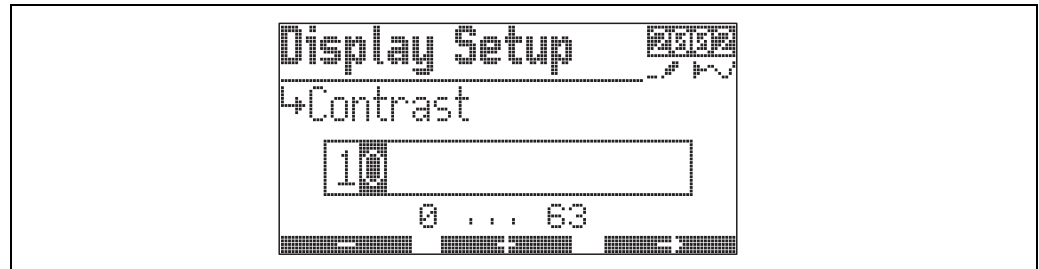 Display Setup
↳Contrast
10
0 ... 63
- + →